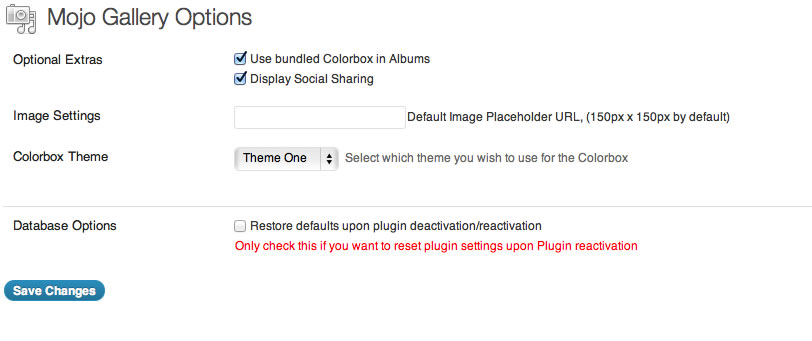 Mojo Gallery Options
Optional Extras
Use bundled Colorbox in Albums
Display Social Sharing
Image Settings
Default Image Placeholder URL, (150px x 150px by default)
Colorbox Theme
Theme One
Select which theme you wish to use for the Colorbox
Database Options
Restore defaults upon plugin deactivation/reactivation
Only check this if you want to reset plugin settings upon Plugin reactivation
Save Changes